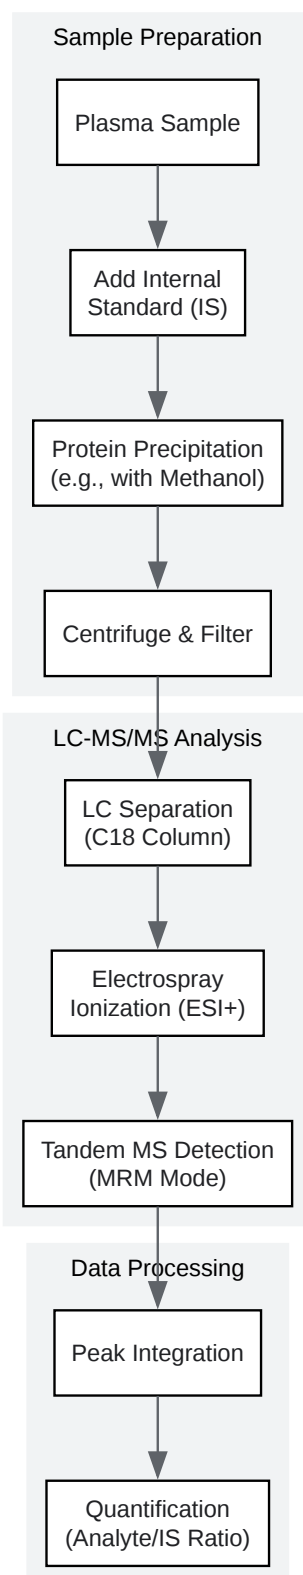 Sample Preparation
Plasma Sample
Add Internal
Standard (IS)
Protein Precipitation
(e.g., with Methanol)
Centrifuge & Filter
LC-MS/MS Analysis
LC Separation
(C18 Column)
Electrospray
Ionization (ESI+)
Tandem MS Detection
(MRM Mode)
Data Processing
Peak Integration
Quantification
(Analyte/IS Ratio)